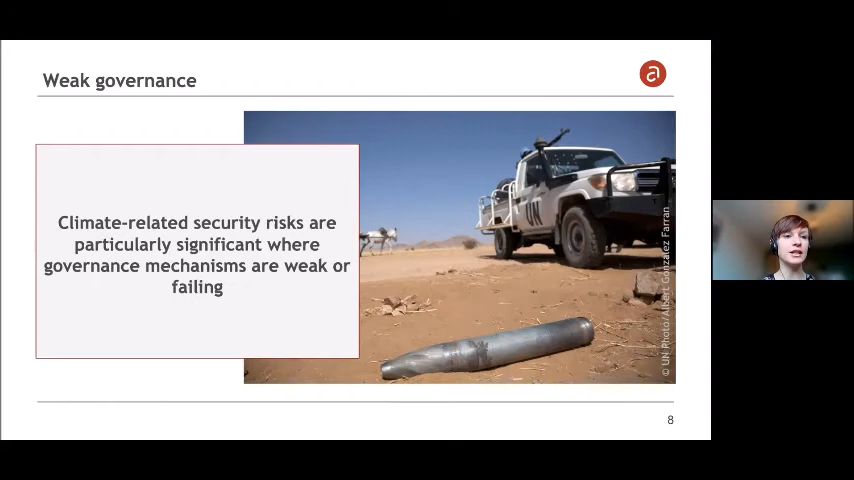 Weak governance
a
Climate-related security risks are
particularly significant where
governance mechanisms are weak or
failing
UN
© UN Photo/Albert Gonzalez Farran
8